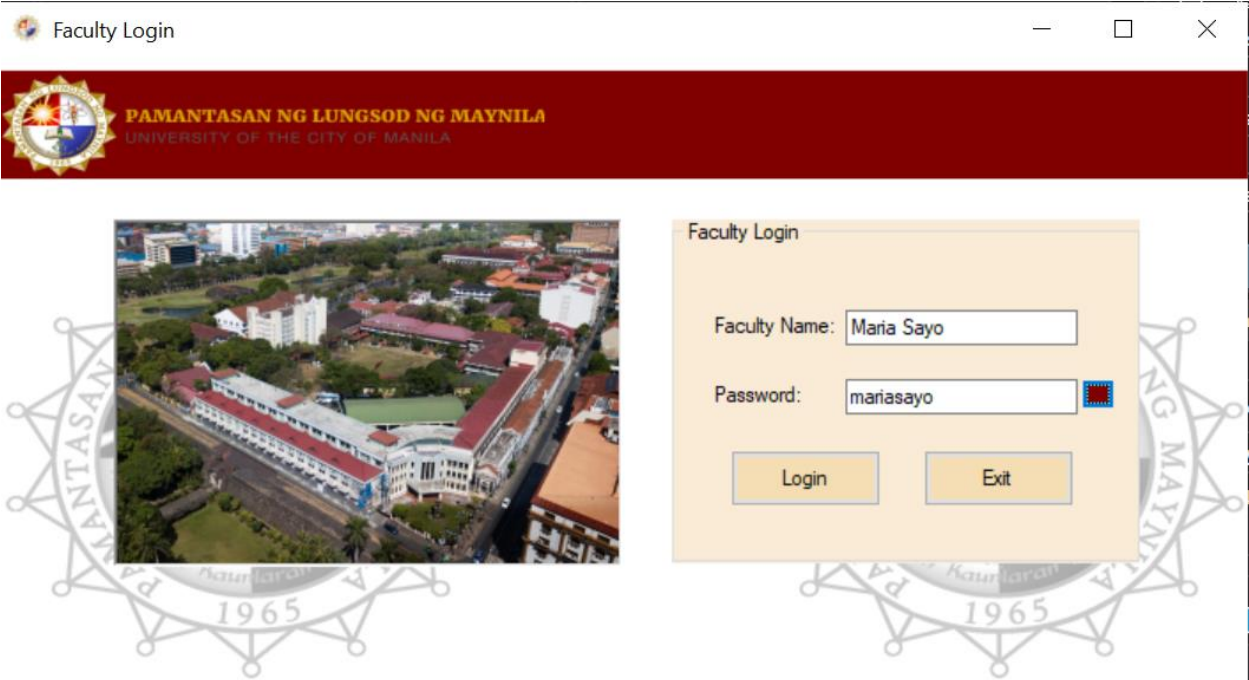 Faculty Login
PAMANTASAN NG LUNGSOD NG MAYNILA
UNIVERSITY OF THE CITY OF MANILA
Faculty Login
Faculty Name: Maria Sayo
Password: mariasayo
Login Exit
1965
1965